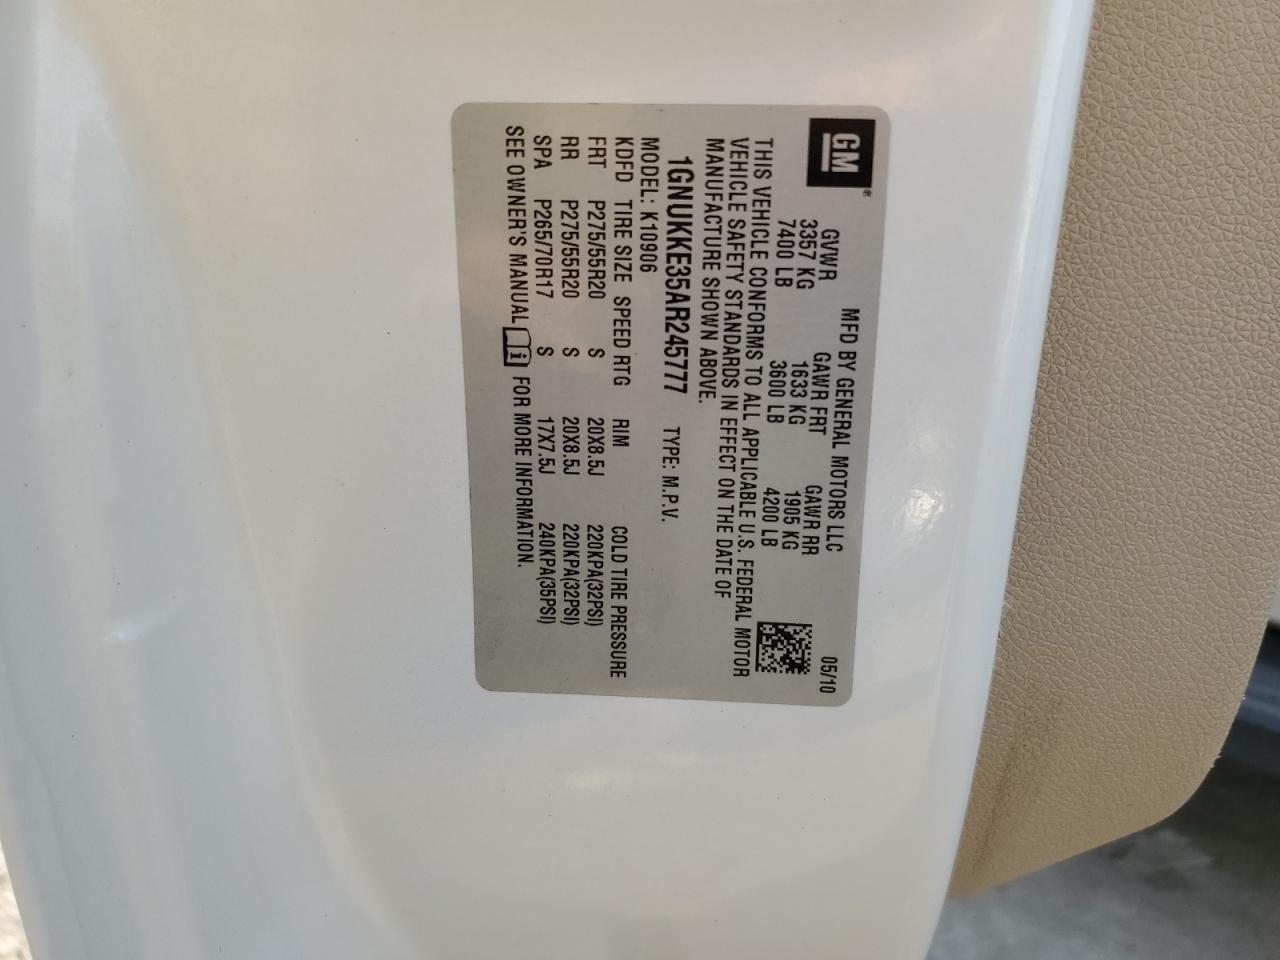 GM®
MFD BY GENERAL MOTORS LLC 05/10
GVWR GAWR FRT GAWR RR
3357 KG 1633 KG 1905 KG
7400 LB 3600 LB 4200 LB
THIS VEHICLE CONFORMS TO ALL APPLICABLE U.S. FEDERAL MOTOR
VEHICLE SAFETY STANDARDS IN EFFECT ON THE DATE OF
MANUFACTURE SHOWN ABOVE.
1GNUKKE35AR245777 TYPE: M.P.V.
MODEL: K10906
KDFD TIRE SIZE SPEED RTG RIM COLD TIRE PRESSURE
FRT P275/55R20 S 20X8.5J 220KPA(32PSI)
RR P275/55R20 S 20X8.5J 220KPA(32PSI)
SPA P265/70R17 S 17X7.5J 240KPA(35PSI)
SEE OWNER'S MANUAL i FOR MORE INFORMATION.